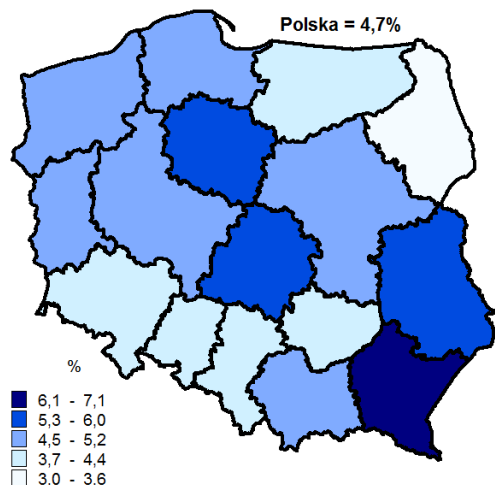 Polska = 4,7%
%
6,1 - 7,1
5,3 - 6,0
4,5 - 5,2
3,7 - 4,4
3,0 - 3,6